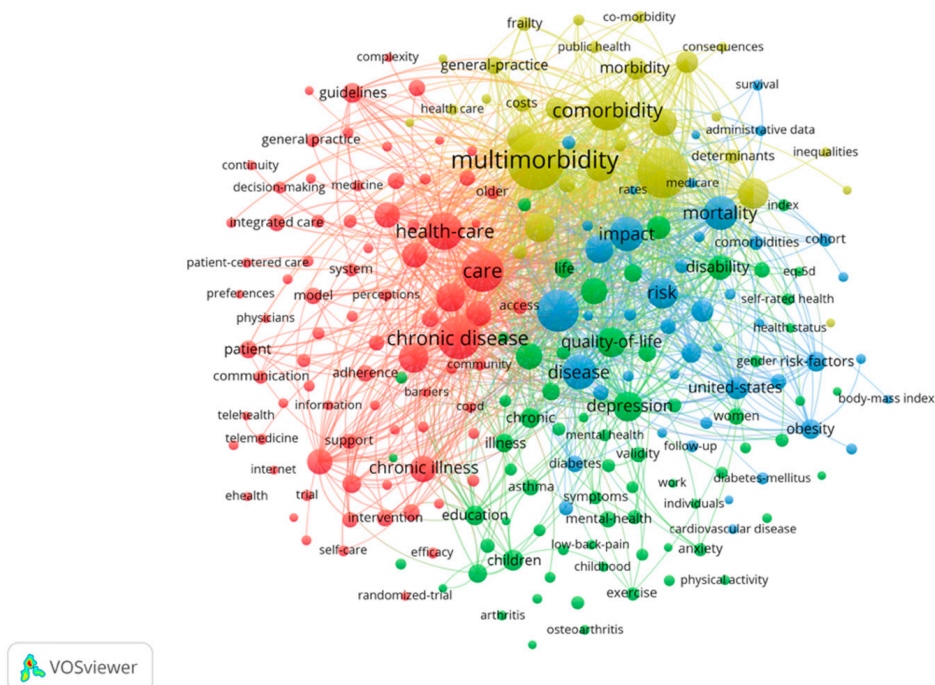 co-morbidity
frailty
public health
consequences
complexity
general-practice
morbidity
survival
guidelines
health care
costs
comorbidity
administrative data
general practice
multimorbidity
determinants
inequalities
continuity
decision-making
medicine
older
rates
medicare
index
integrated care
health-care
impact
mortality
comorbidities
cohort
patient-centered care
system
care
life
disability
eq-5d
preferences
model
perceptions
access
risk
self-rated health
physicians
chronic disease
quality-of-life
health status
patient
community
disease
gender
risk-factors
communication
adherence
barriers
copd
united-states
body-mass index
telehealth
information
chronic
depression
women
obesity
telemedicine
support
illness
mental health
validity
follow-up
internet
chronic illness
diabetes
diabetes-mellitus
ehealth
trial
asthma
symptoms
work
individuals
intervention
education
mental-health
cardiovascular disease
self-care
efficacy
children
low-back-pain
anxiety
childhood
physical activity
randomized-trial
exercise
arthritis
osteoarthritis
VOSviewer